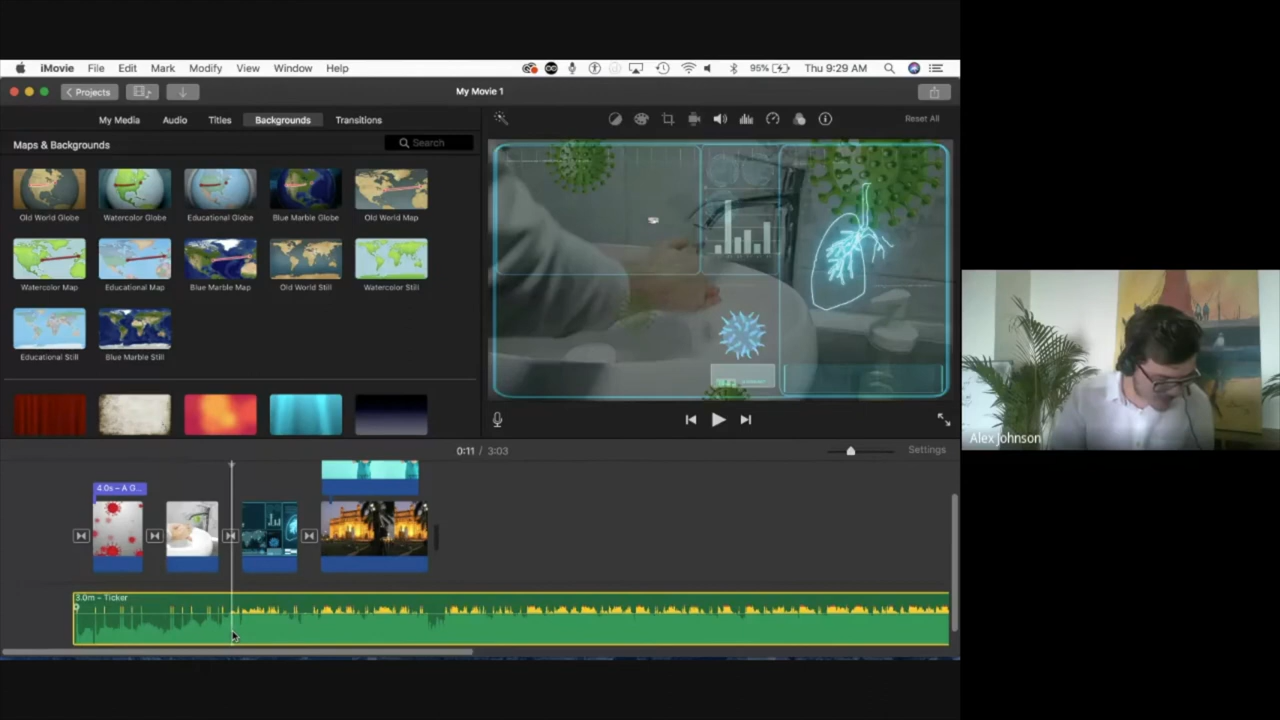 iMovie File Edit Mark Modify View Window Help 95% Thu 9:29 AM
Projects My Movie 1
My Media Audio Titles Backgrounds Transitions Reset All
Maps & Backgrounds Search
Old World Globe Watercolor Globe Educational Globe Blue Marble Globe Old World Map
Watercolor Map Educational Map Blue Marble Map Old World Still Watercolor Still
Educational Still Blue Marble Still
Alex Johnson
0:11 / 3:03 Settings
4.0s – A G...
3.0m – Ticker